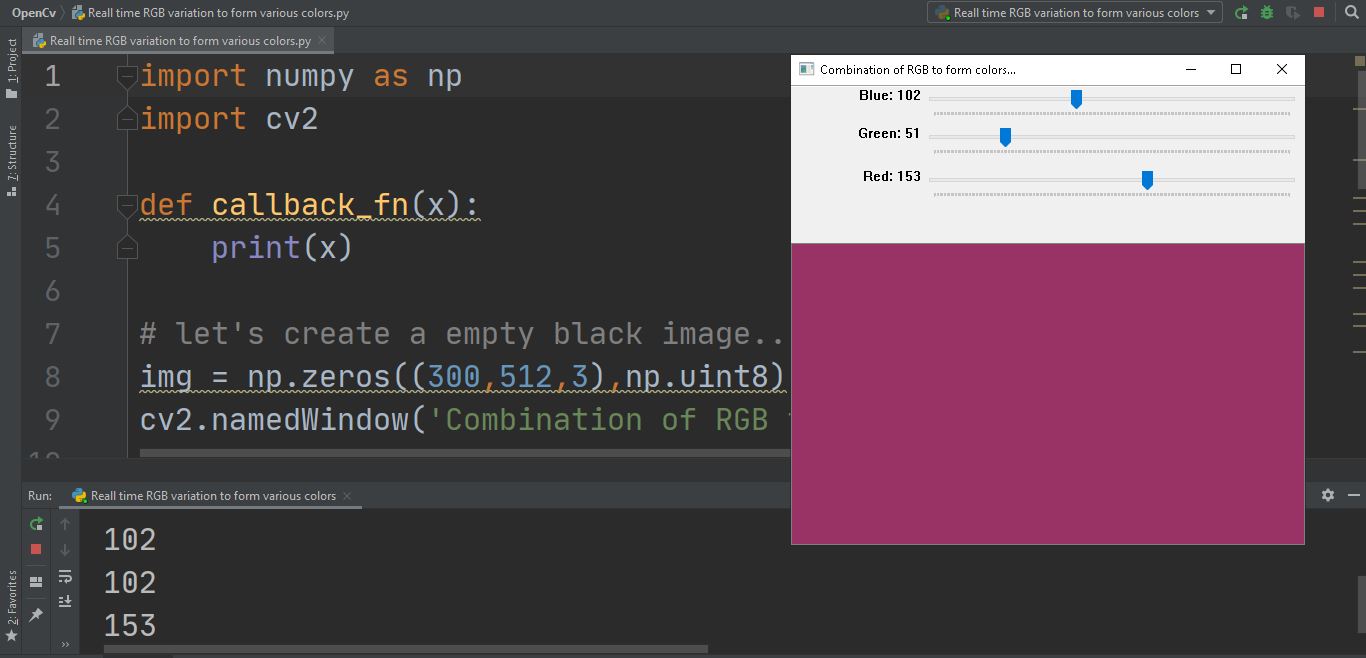 OpenCv
Reall time RGB variation to form various colors.py
Reall time RGB variation to form various colors
Reall time RGB variation to form various colors.py
1: Project
7: Structure
2: Favorites
1 import numpy as np
2 import cv2
3
4 def callback_fn(x):
5 print(x)
6
7 # let's create a empty black image..
8 img = np.zeros((300,512,3),np.uint8)
9 cv2.namedWindow('Combination of RGB
Combination of RGB to form colors...
Blue: 102
Green: 51
Red: 153
Run:
Reall time RGB variation to form various colors
102
102
153